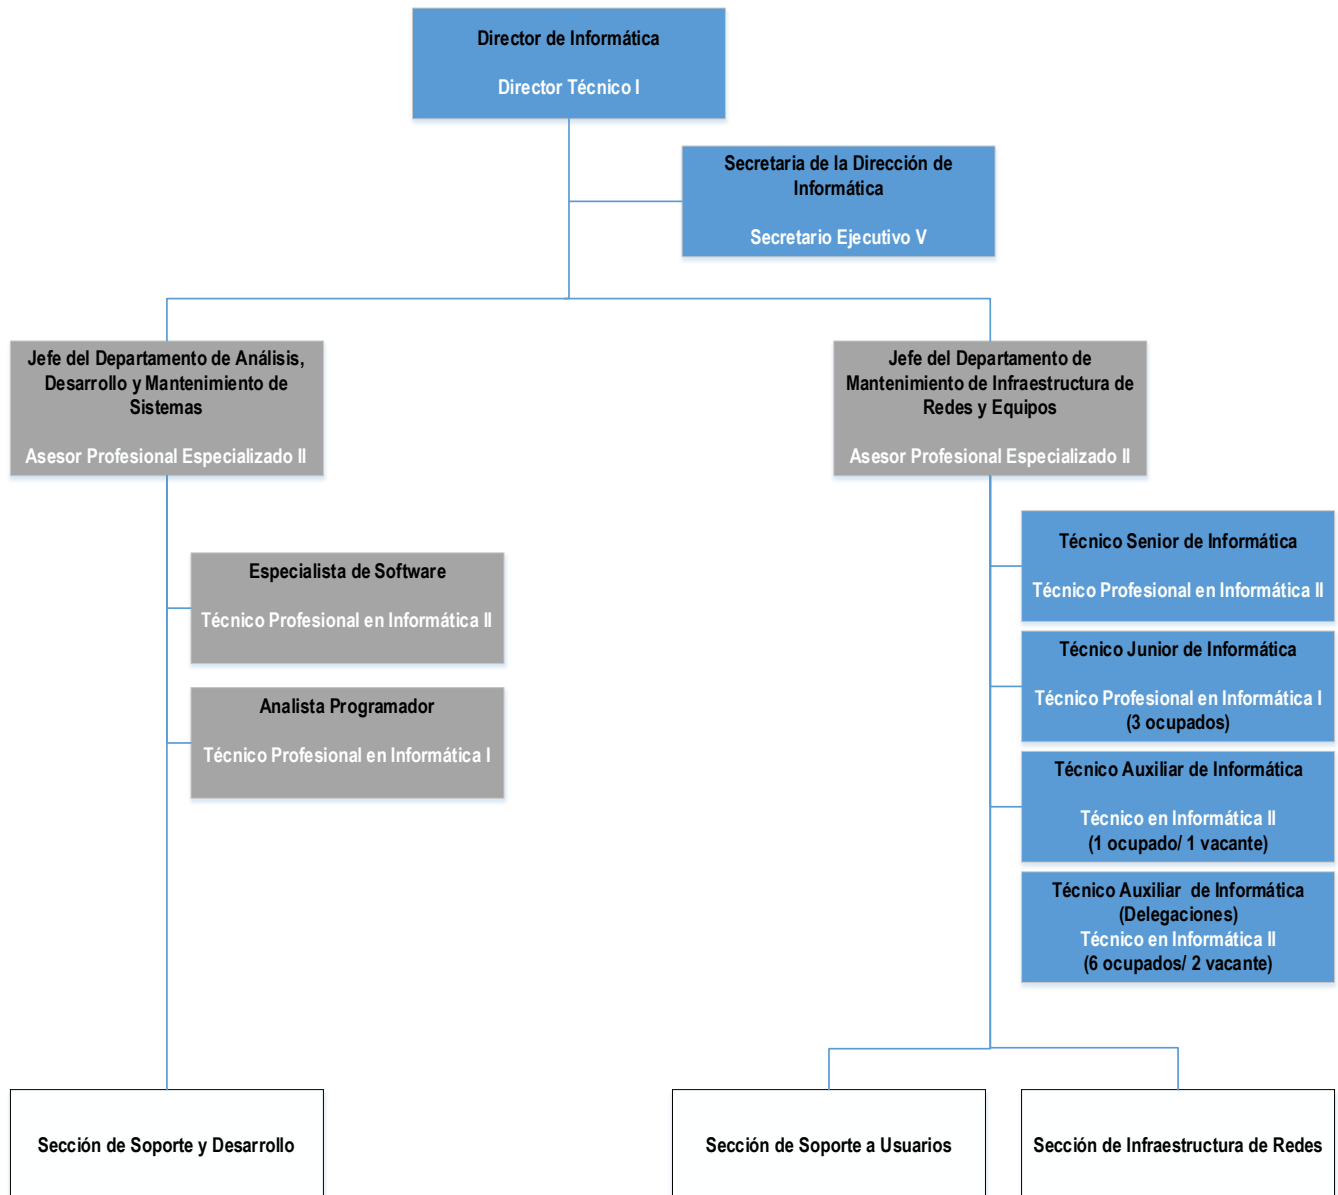 Director de Informática
Director Técnico I
Secretaria de la Dirección de
Informática
Secretario Ejecutivo V
Jefe del Departamento de Análisis,
Desarrollo y Mantenimiento de
Sistemas
Asesor Profesional Especializado II
Jefe del Departamento de
Mantenimiento de Infraestructura de
Redes y Equipos
Asesor Profesional Especializado II
Especialista de Software
Técnico Profesional en Informática II
Analista Programador
Técnico Profesional en Informática I
Técnico Senior de Informática
Técnico Profesional en Informática II
Técnico Junior de Informática
Técnico Profesional en Informática I
(3 ocupados)
Técnico Auxiliar de Informática
Técnico en Informática II
(1 ocupado/ 1 vacante)
Técnico Auxiliar  de Informática
(Delegaciones)
Técnico en Informática II
(6 ocupados/ 2 vacante)
Sección de Soporte y Desarrollo
Sección de Soporte a Usuarios
Sección de Infraestructura de Redes